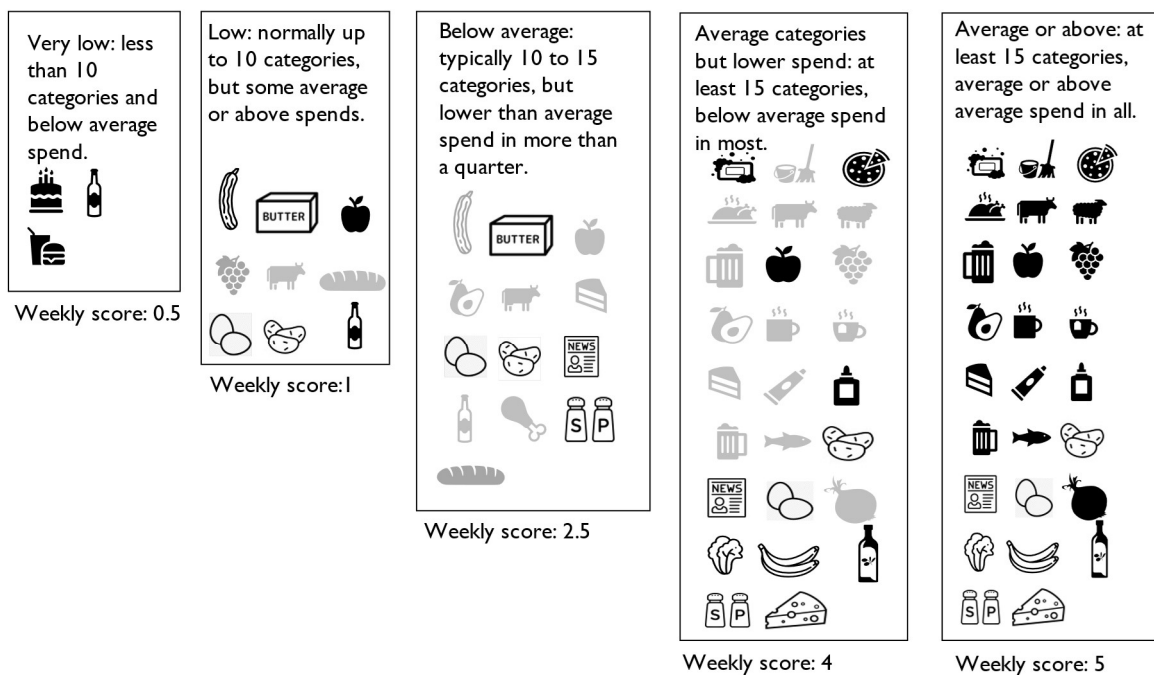 Very low: less
than 10
categories and
below average
spend.
Weekly score: 0.5
Low: normally up
to 10 categories,
but some average
or above spends.
BUTTER
Weekly score:1
Below average:
typically 10 to 15
categories, but
lower than average
spend in more than
a quarter.
BUTTER
NEWS
S P
Weekly score: 2.5
Average categories
but lower spend: at
least 15 categories,
below average spend
in most.
NEWS
S P
Weekly score: 4
Average or above: at
least 15 categories,
average or above
average spend in all.
NEWS
S P
Weekly score: 5